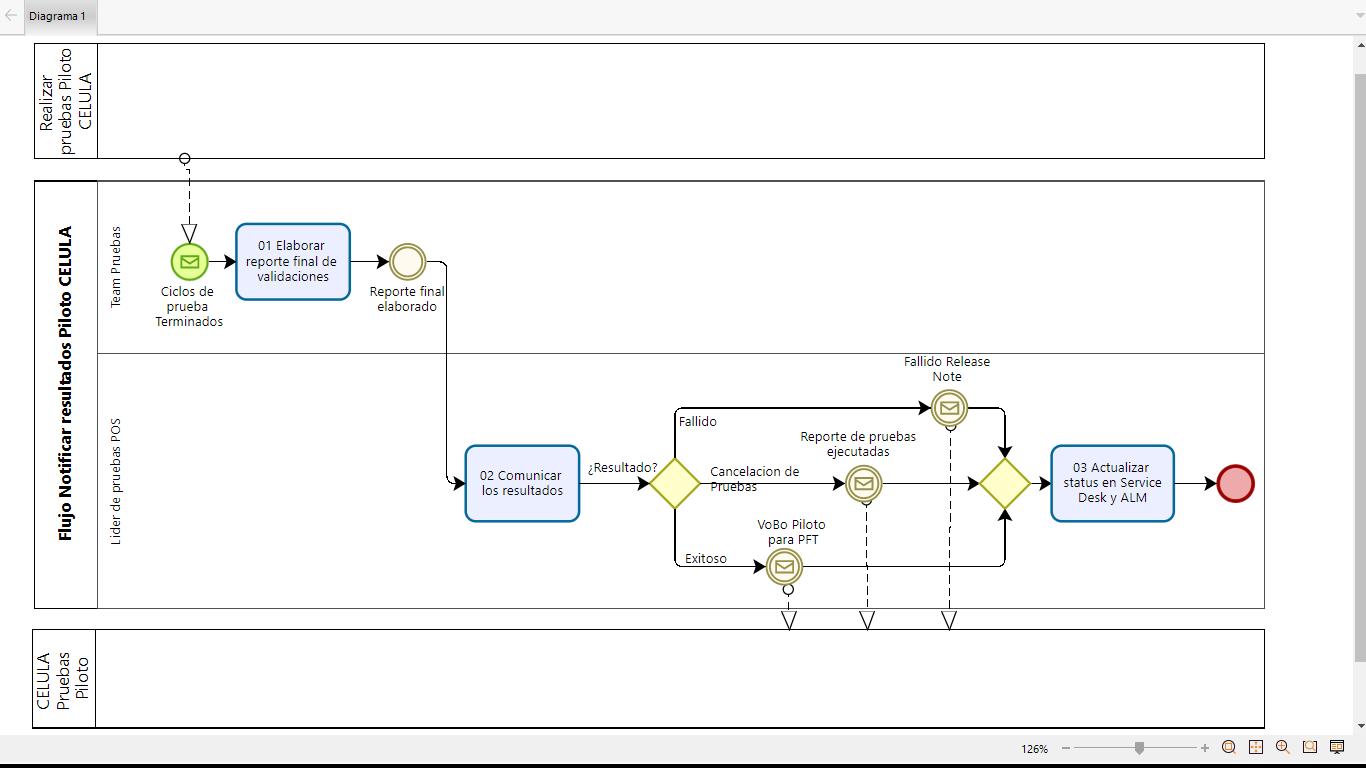 Diagrama 1
Realizar
pruebas Piloto
CELULA
Flujo Notificar resultados Piloto CELULA
Team Pruebas
Ciclos de
prueba
Terminados
01 Elaborar
reporte final de
validaciones
Reporte final
elaborado
Lider de pruebas POS
02 Comunicar
los resultados
¿Resultado?
Fallido
Fallido Release
Note
Cancelacion de
Pruebas
Reporte de pruebas
ejecutadas
Exitoso
VoBo Piloto
para PFT
03 Actualizar
status en Service
Desk y ALM
CELULA
Pruebas
Piloto
126%